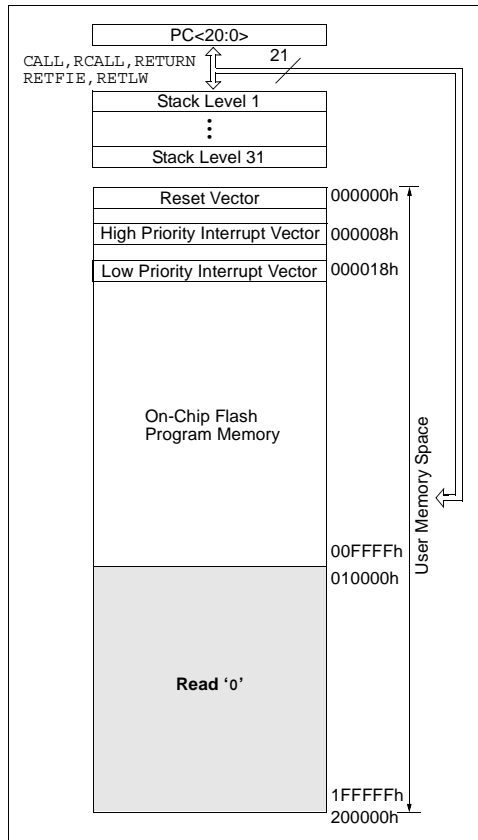 PC<20:0>
CALL,RCALL,RETURN
RETFIE,RETLW
21
Stack Level 1
Stack Level 31
Reset Vector
000000h
High Priority Interrupt Vector
000008h
Low Priority Interrupt Vector
000018h
On-Chip Flash
Program Memory
User Memory Space
00FFFFh
010000h
Read ‘0’
1FFFFFh
200000h